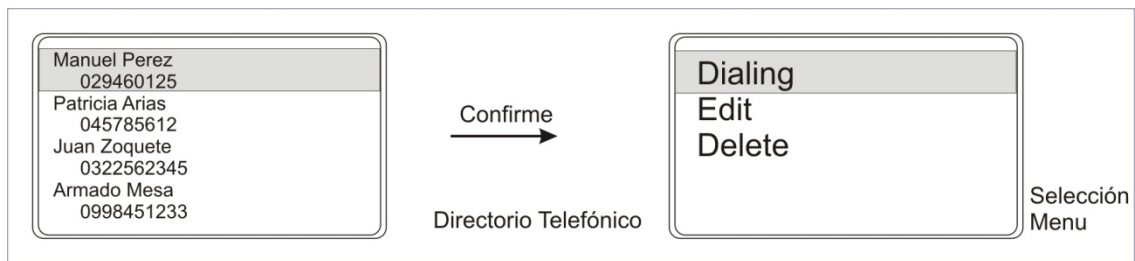 Manuel Perez
029460125
Patricia Arias
045785612
Juan Zoquete
0322562345
Armado Mesa
0998451233
Confirme
Directorio Telefónico
Dialing
Edit
Delete
Selección
Menu